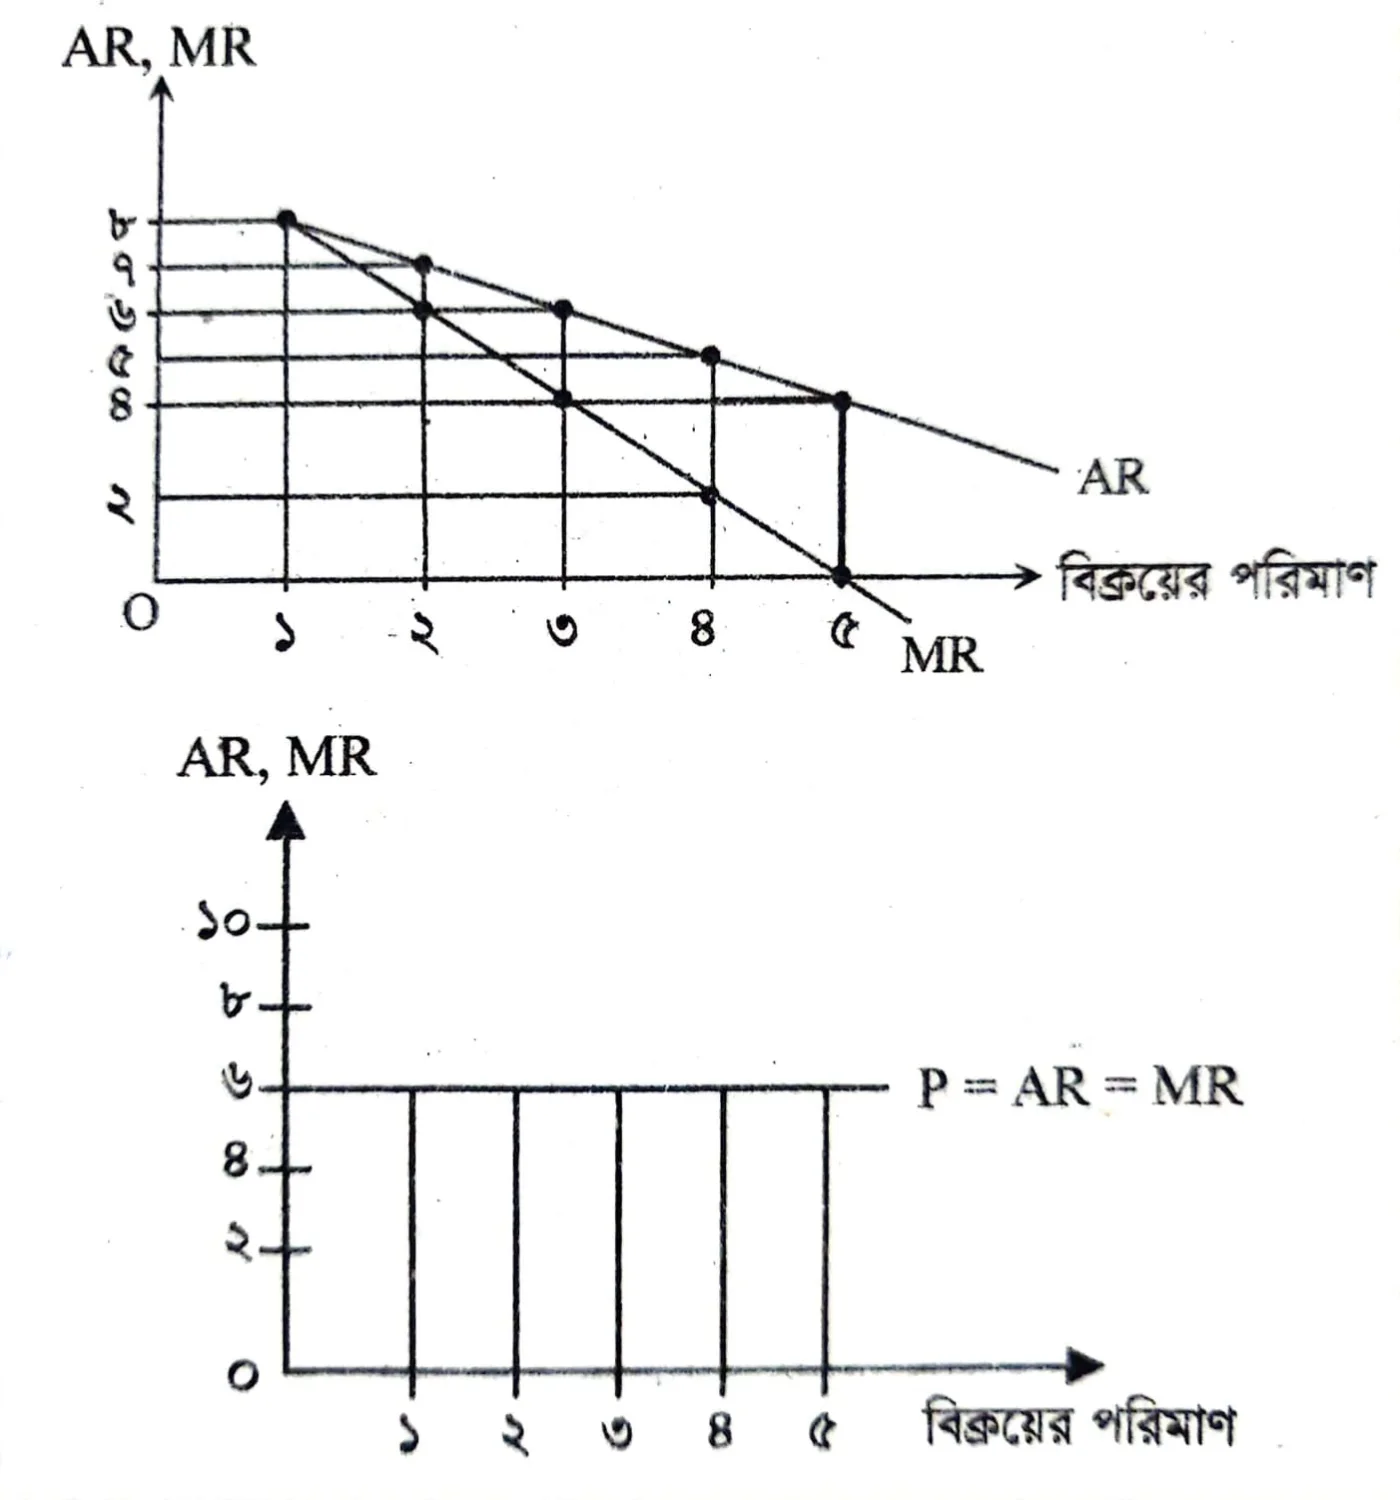 AR, MR
৮
৭
৬
৫
৪
২
AR
বিক্রয়ের পরিমাণ
O
১ ২ ৩ ৪ ৫
MR
AR, MR
১০
৮
৬
P = AR = MR
৪
২
০
১ ২ ৩ ৪ ৫ বিক্রয়ের পরিমাণ